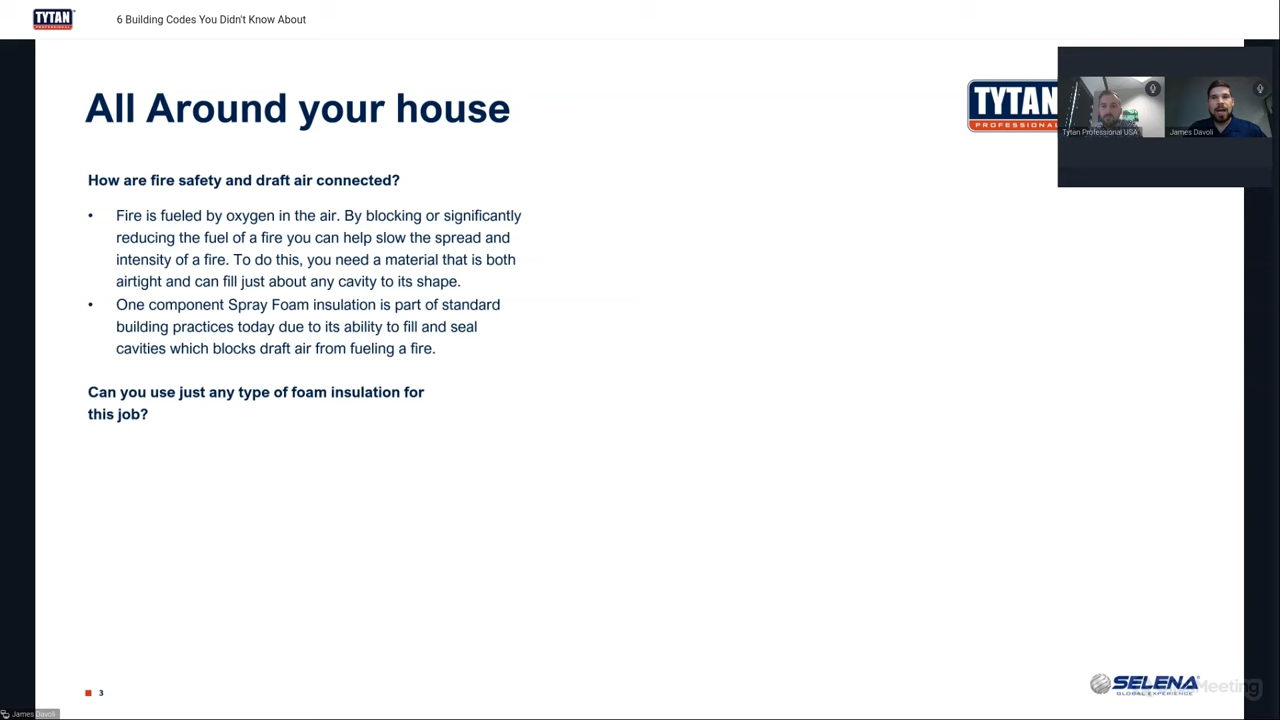 TYTAN
PROFESSIONAL
6 Building Codes You Didn't Know About
All Around your house
TYTAN
PROFESSIONAL
Tytan Professional USA
James Davoli
How are fire safety and draft air connected?
• Fire is fueled by oxygen in the air. By blocking or significantly
reducing the fuel of a fire you can help slow the spread and
intensity of a fire. To do this, you need a material that is both
airtight and can fill just about any cavity to its shape.
• One component Spray Foam insulation is part of standard
building practices today due to its ability to fill and seal
cavities which blocks draft air from fueling a fire.
Can you use just any type of foam insulation for
this job?
3
SELENA
GLOBAL EXPERIENCE
Meeting
James Davoli